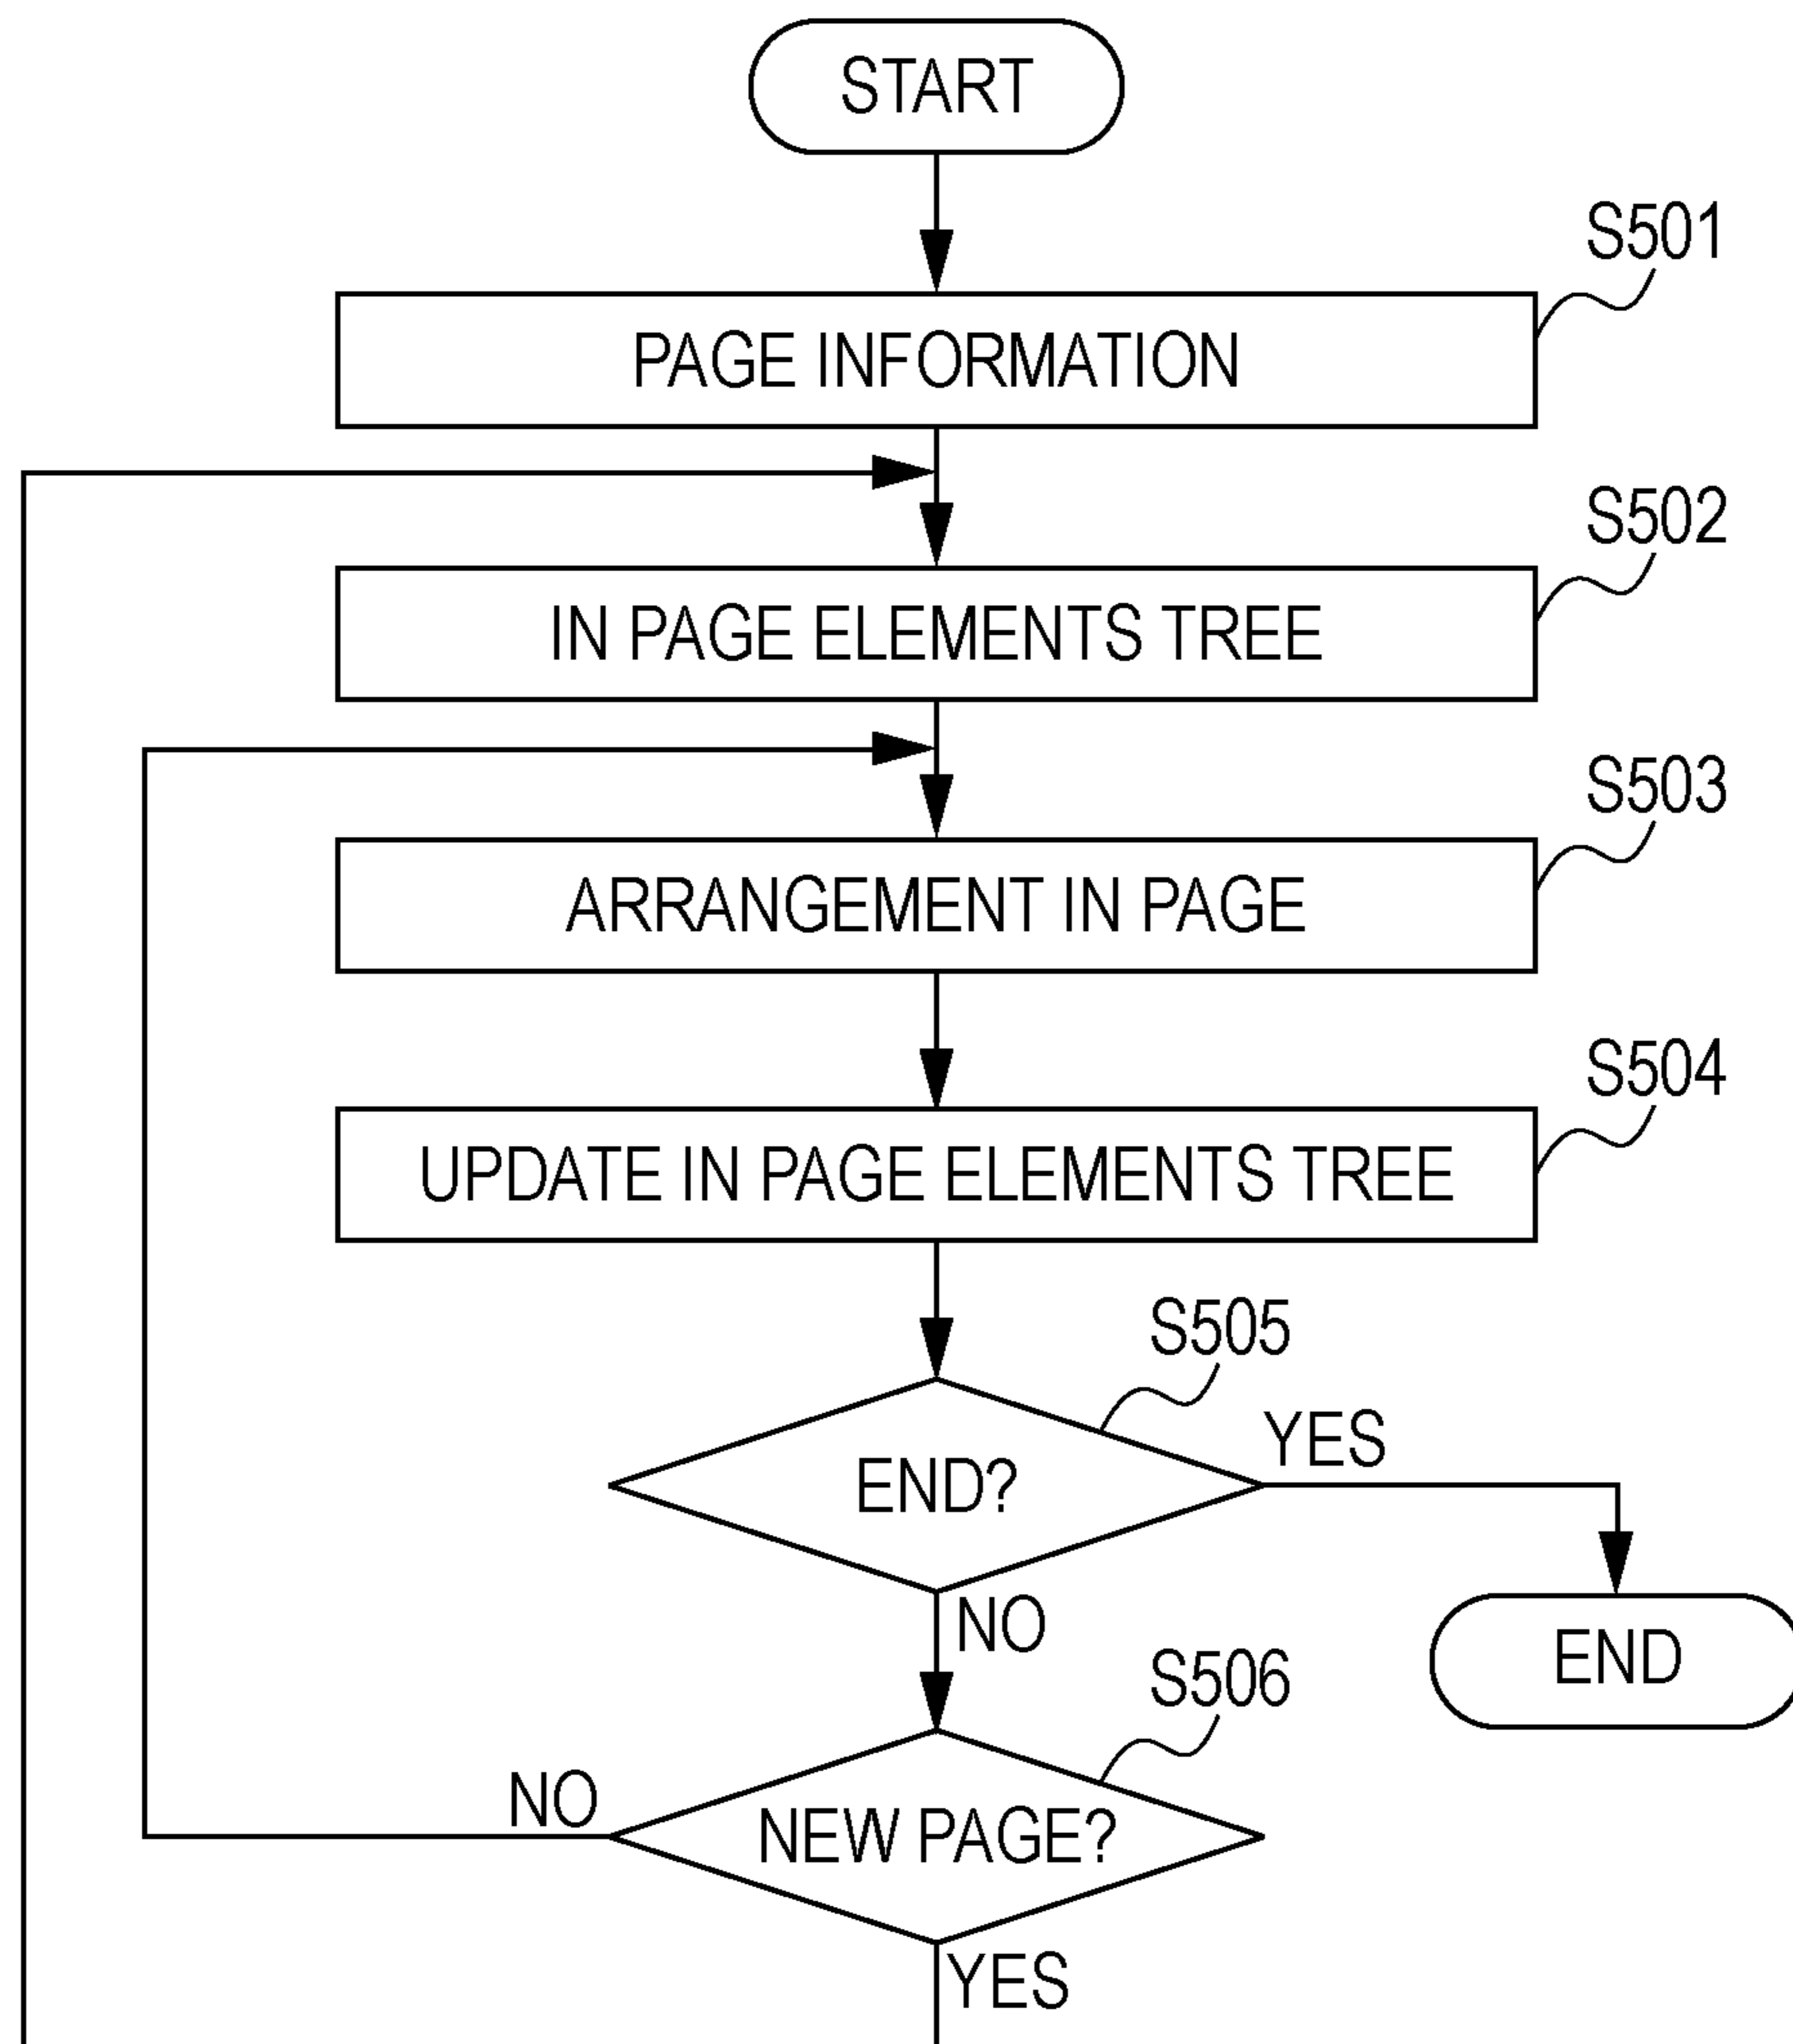 START
S501
PAGE INFORMATION
S502
IN PAGE ELEMENTS TREE
S503
ARRANGEMENT IN PAGE
S504
UPDATE IN PAGE ELEMENTS TREE
S505
YES
END?
NO
END
S506
NO
NEW PAGE?
YES